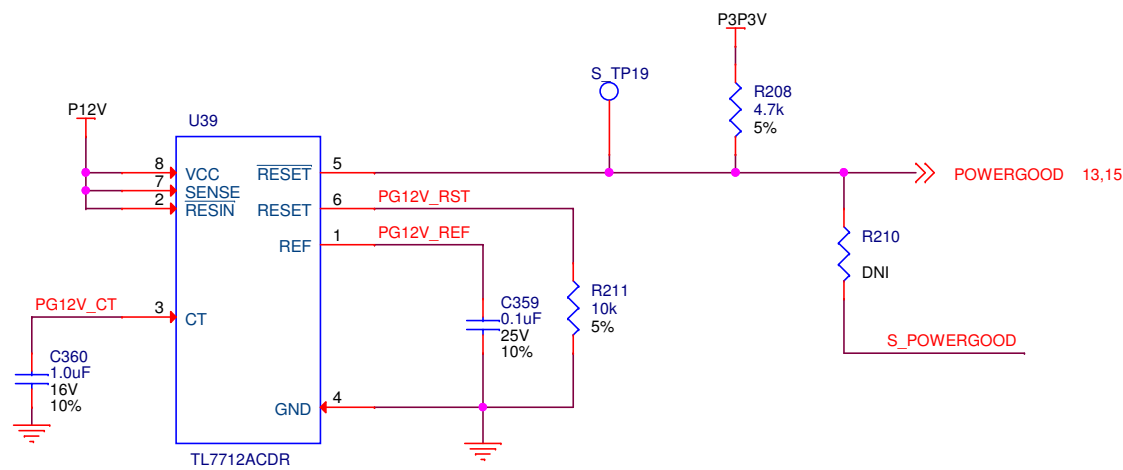 P3P3V
S_TP19
R208
4.7k
5%
P12V
U39
8
VCC
7
SENSE
2
RESIN
RESET
5
POWERGOOD 13,15
RESET
6
PG12V_RST
REF
1
PG12V_REF
R210
DNI
R211
10k
5%
C359
0.1uF
25V
10%
PG12V_CT
3
CT
S_POWERGOOD
C360
1.0uF
16V
10%
GND
4
TL7712ACDR